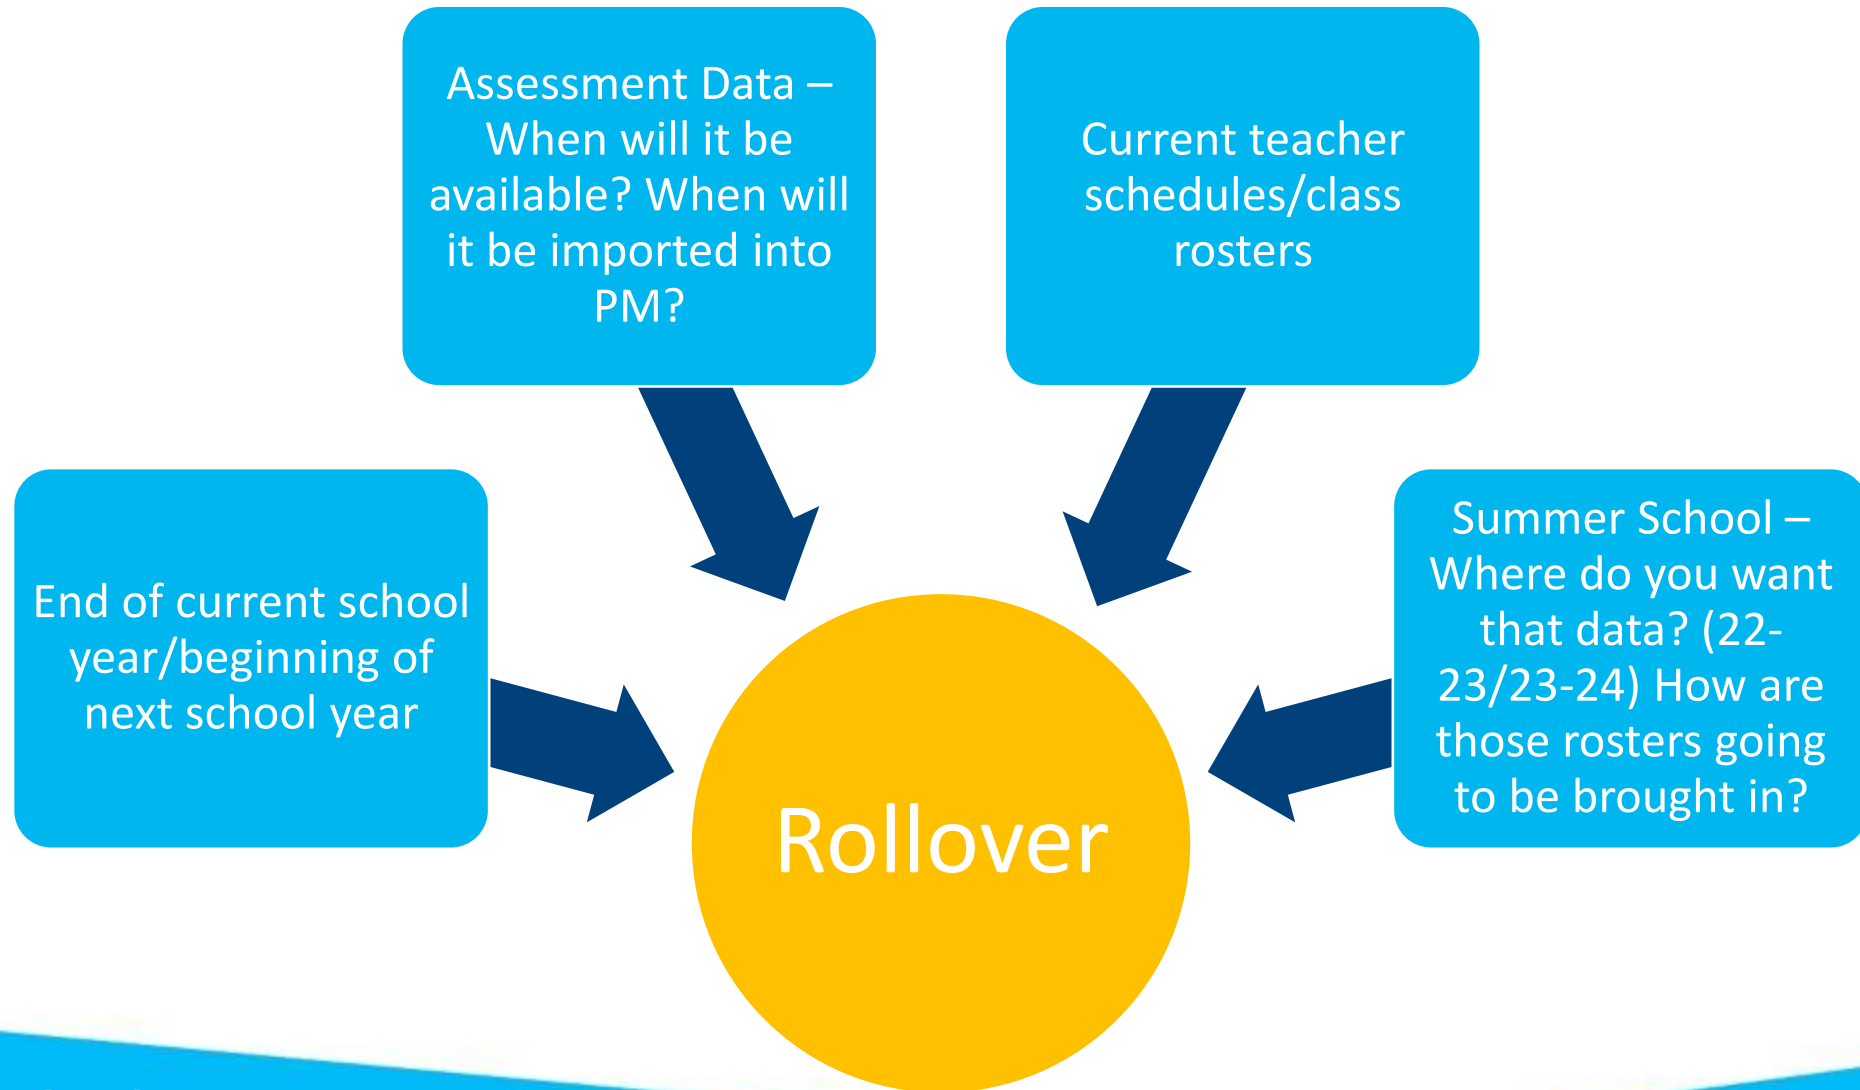 Assessment Data –
When will it be
available? When will
it be imported into
PM?
Current teacher
schedules/class
rosters
End of current school
year/beginning of
next school year
Summer School –
Where do you want
that data? (22-
23/23-24) How are
those rosters going
to be brought in?
Rollover